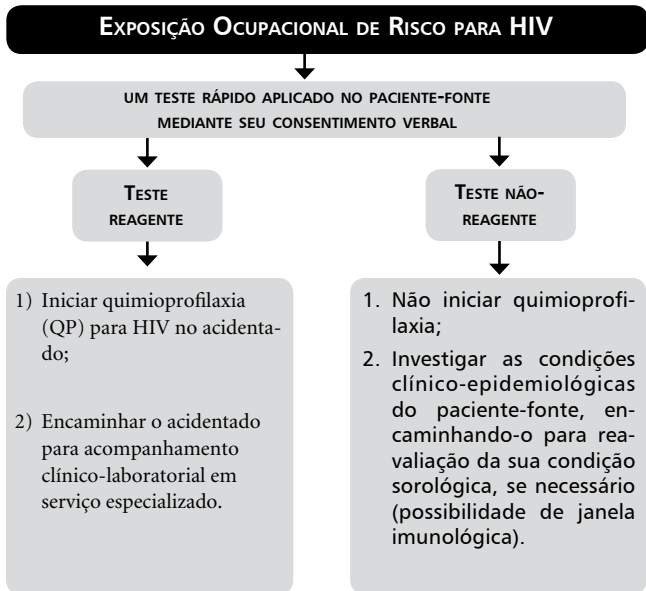 EXPOSIÇÃO OCUPACIONAL DE RISCO PARA HIV
UM TESTE RÁPIDO APLICADO NO PACIENTE-FONTE
MEDIANTE SEU CONSENTIMENTO VERBAL
TESTE
REAGENTE
1) Iniciar quimioprofilaxia
(QP) para HIV no acidenta-
do;
2) Encaminhar o acidentado
para acompanhamento
clínico-laboratorial em
serviço especializado.
TESTE NÃO-
REAGENTE
1. Não iniciar quimioprofi-
laxia;
2. Investigar as condições
clínico-epidemiológicas
do paciente-fonte, en-
caminhando-o para rea-
valiação da sua condição
sorológica, se necessário
(possibilidade de janela
imunológica).